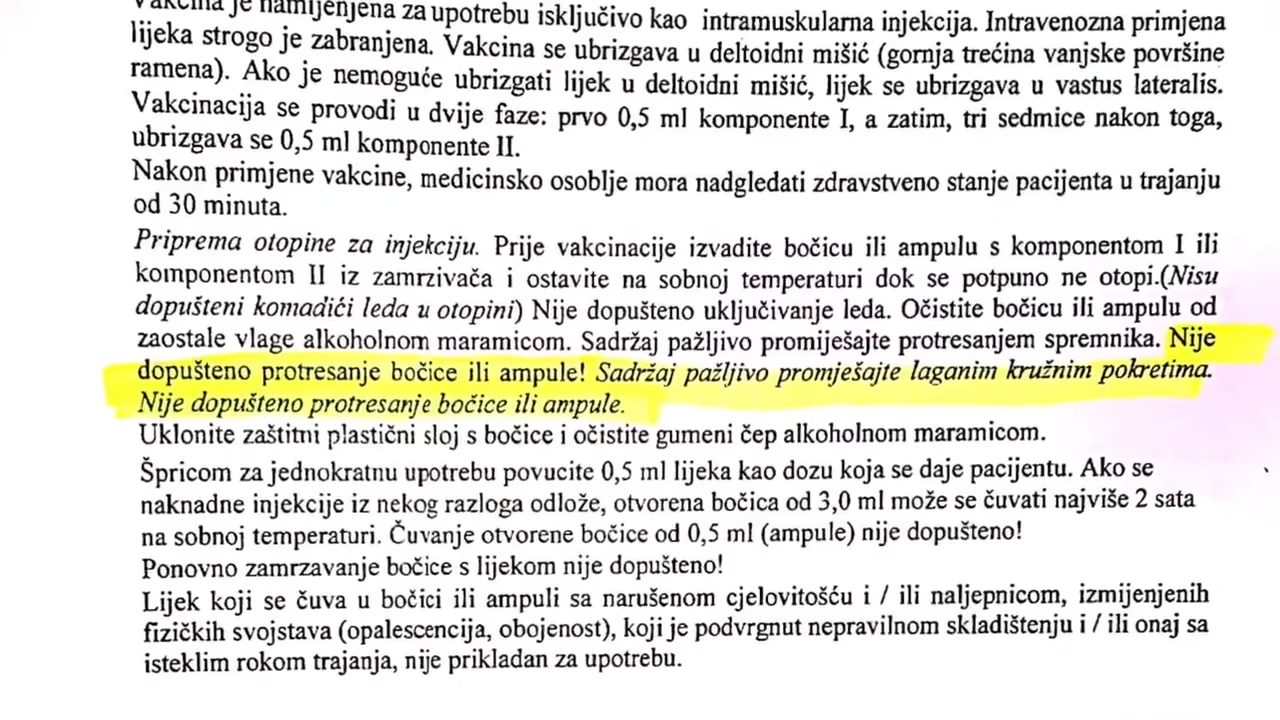 Vakcina je namijenjena za upotrebu isključivo kao intramuskularna injekcija. Intravenozna primjena
lijeka strogo je zabranjena. Vakcina se ubrizgava u deltoidni mišić (gornja trećina vanjske površine
ramena). Ako je nemoguće ubrizgati lijek u deltoidni mišić, lijek se ubrizgava u vastus lateralis.
Vakcinacija se provodi u dvije faze: prvo 0,5 ml komponente I, a zatim, tri sedmice nakon toga,
ubrizgava se 0,5 ml komponente II.
Nakon primjene vakcine, medicinsko osoblje mora nadgledati zdravstveno stanje pacijenta u trajanju
od 30 minuta.
Priprema otopine za injekciju. Prije vakcinacije izvadite bočicu ili ampulu s komponentom I ili
komponentom II iz zamrzivača i ostavite na sobnoj temperaturi dok se potpuno ne otopi.(Nisu
dopušteni komadići leda u otopini) Nije dopušteno uključivanje leda. Očistite bočicu ili ampulu od
zaostale vlage alkoholnom maramicom. Sadržaj pažljivo promiješajte protresanjem spremnika. Nije
dopušteno protresanje bočice ili ampule! Sadržaj pažljivo promješajte laganim kružnim pokretima.
Nije dopušteno protresanje bočice ili ampule.
Uklonite zaštitni plastični sloj s bočice i očistite gumeni čep alkoholnom maramicom.
Špricom za jednokratnu upotrebu povucite 0,5 ml lijeka kao dozu koja se daje pacijentu. Ako se
naknadne injekcije iz nekog razloga odlože, otvorena bočica od 3,0 ml može se čuvati najviše 2 sata
na sobnoj temperaturi. Čuvanje otvorene bočice od 0,5 ml (ampule) nije dopušteno!
Ponovno zamrzavanje bočice s lijekom nije dopušteno!
Lijek koji se čuva u bočici ili ampuli sa narušenom cjelovitošću i / ili naljepnicom, izmijenjenih
fizičkih svojstava (opalescencija, obojenost), koji je podvrgnut nepravilnom skladištenju i / ili onaj sa
isteklim rokom trajanja, nije prikladan za upotrebu.